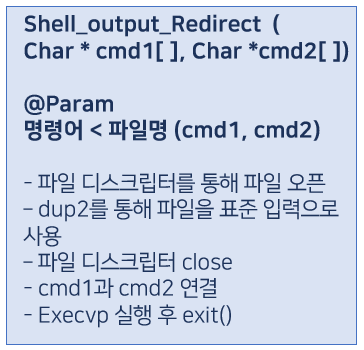 Shell_output_Redirect (
Char * cmd1[ ], Char *cmd2[ ])
@Param
명령어 < 파일명 (cmd1, cmd2)
- 파일 디스크립터를 통해 파일 오픈
– dup2를 통해 파일을 표준 입력으로
사용
– 파일 디스크립터 close
- cmd1과 cmd2 연결
- Execvp 실행 후 exit()